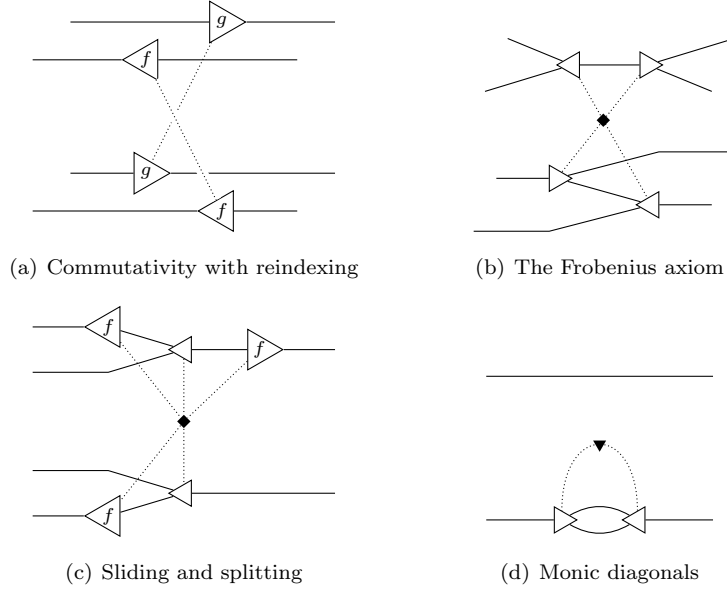 g
f
g
f
(a) Commutativity with reindexing
(b) The Frobenius axiom
f
f
f
(c) Sliding and splitting
(d) Monic diagonals